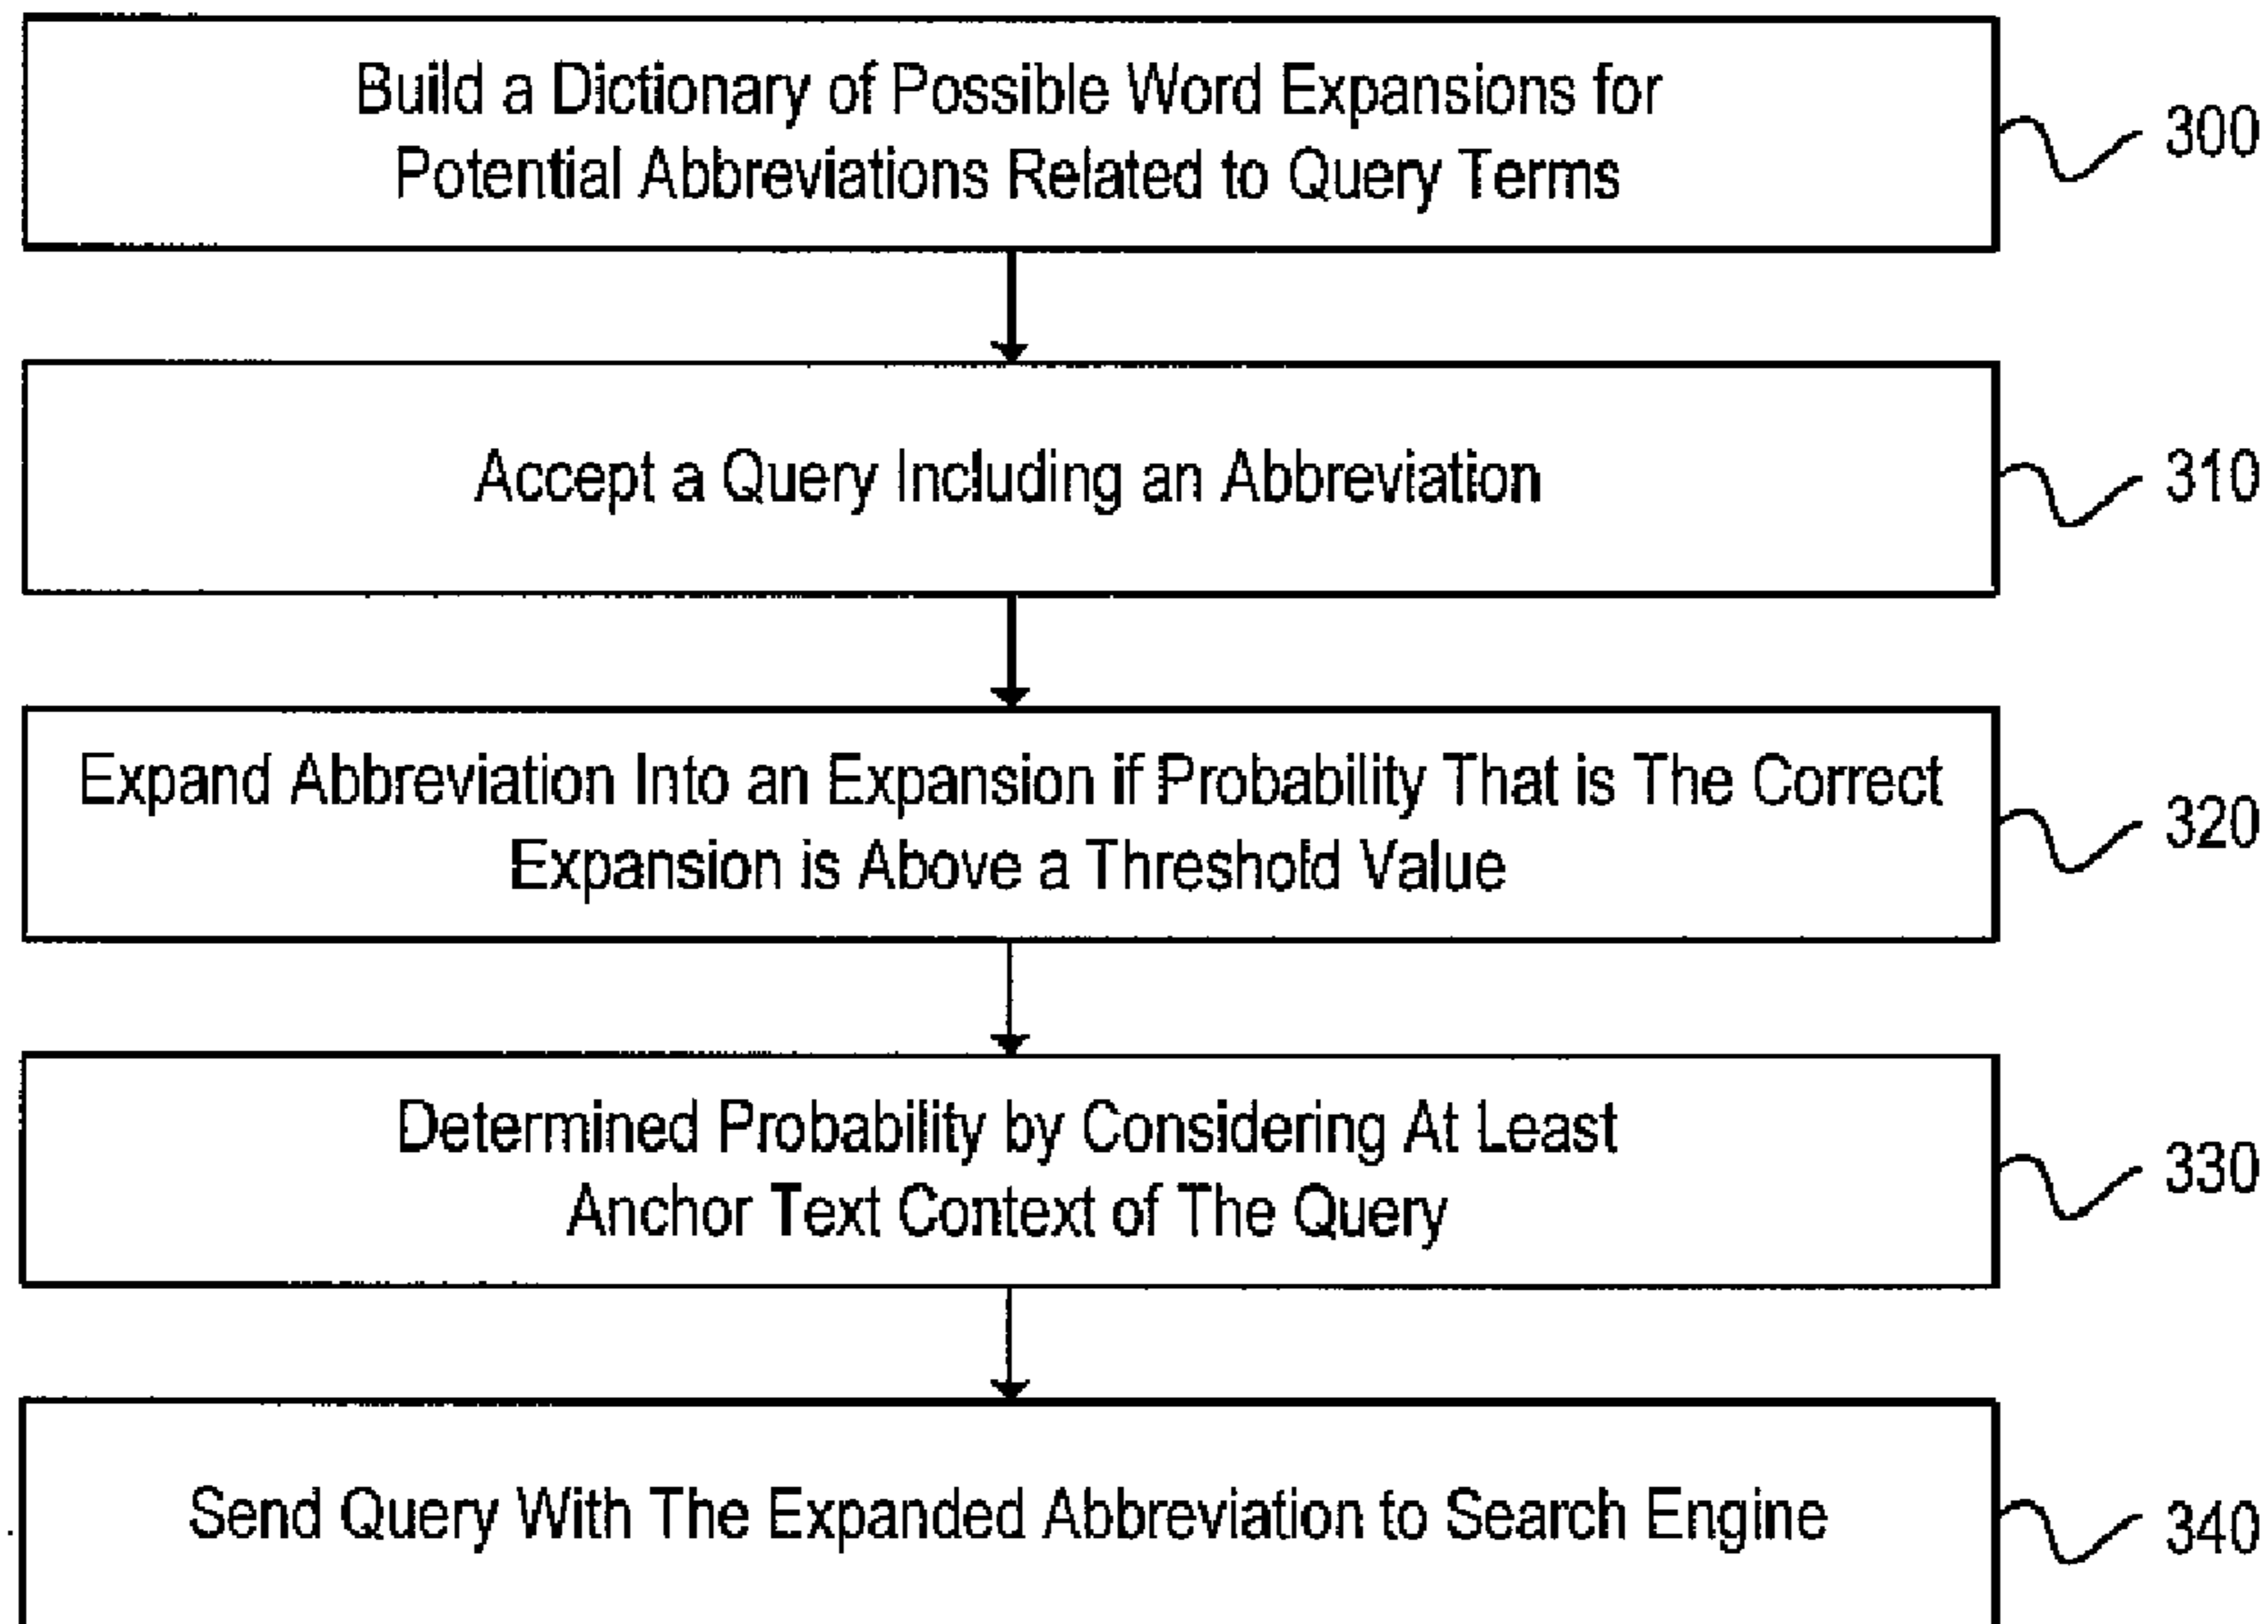 Build a Dictionary of Possible Word Expansions for
Potential Abbreviations Related to Query Terms
300
Accept a Query Including an Abbreviation
310
Expand Abbreviation Into an Expansion if Probability That is The Correct
Expansion is Above a Threshold Value
320
Determined Probability by Considering At Least
Anchor Text Context of The Query
330
Send Query With The Expanded Abbreviation to Search Engine
340